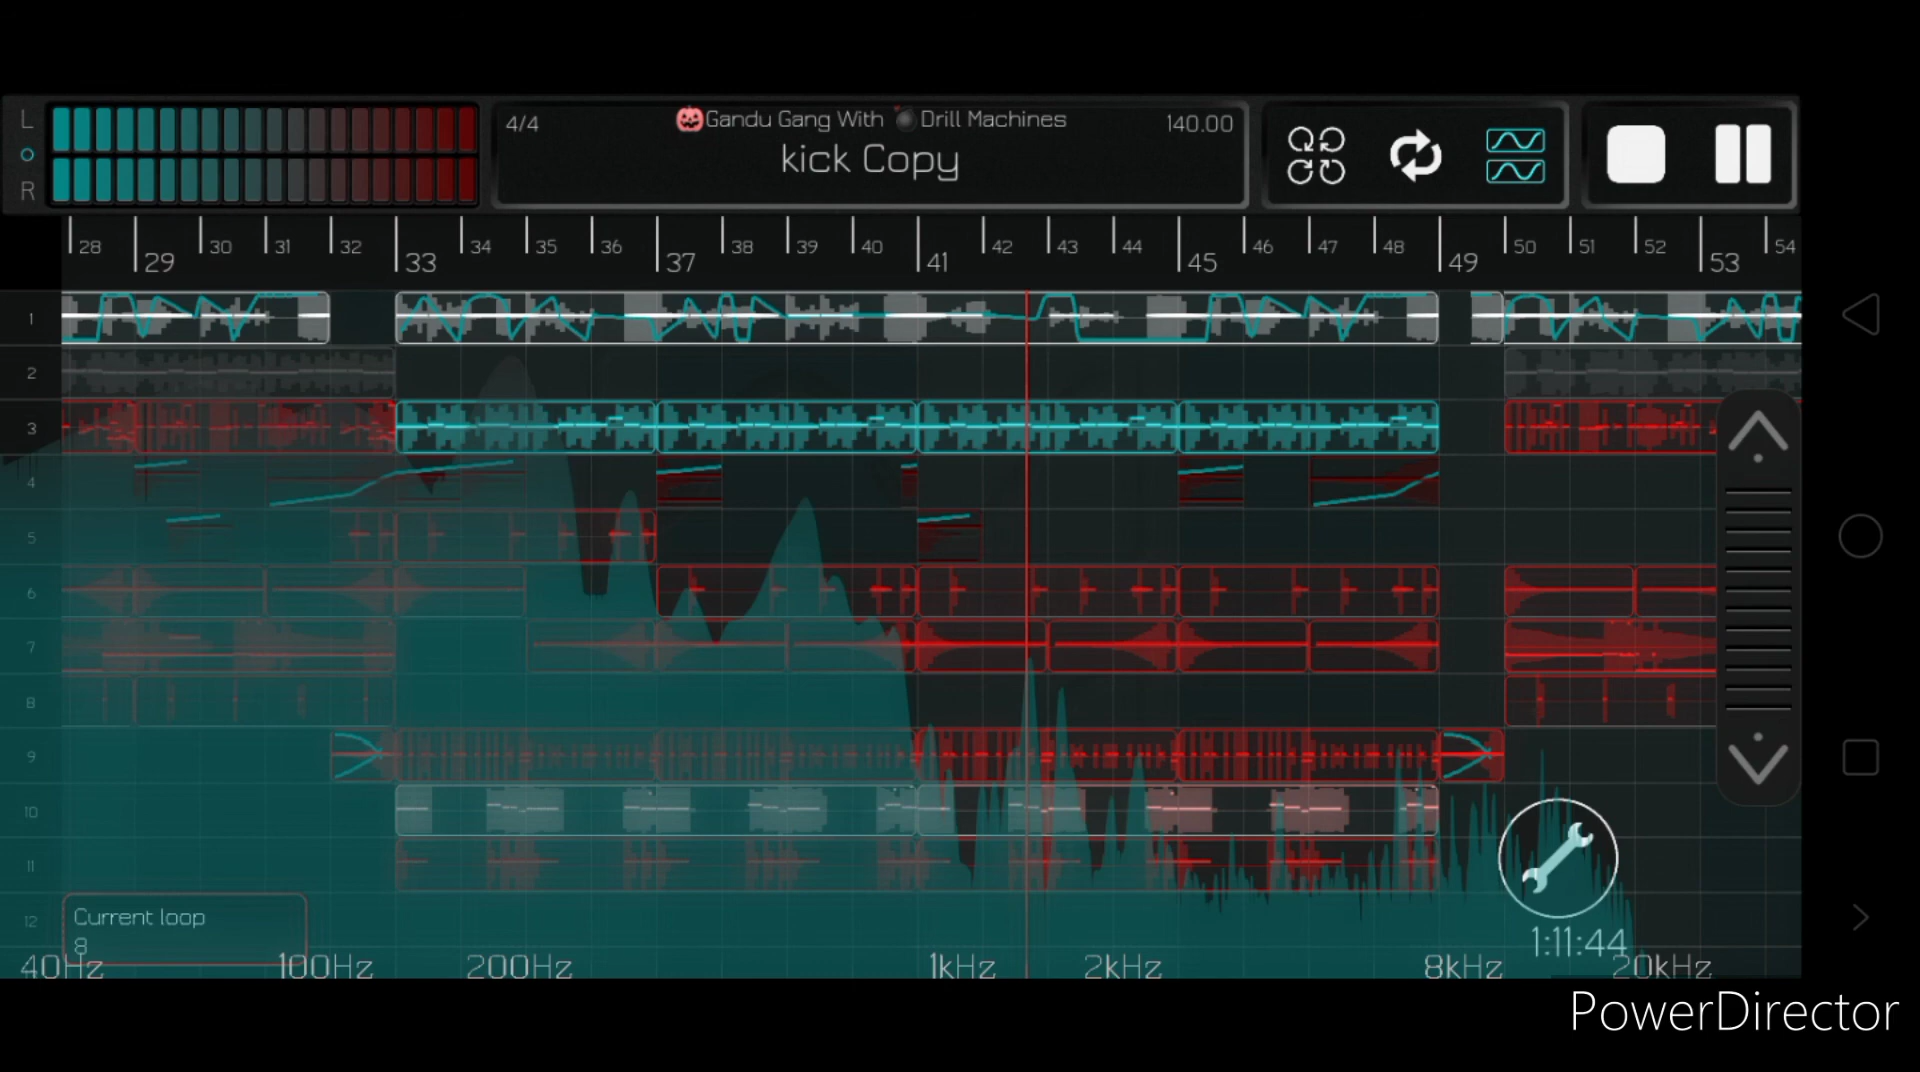 L
R
4/4
🎃Gandu Gang With 💣Drill Machines
140.00
kick Copy
28 29 30 31 32 33 34 35 36 37 38 39 40 41 42 43 44 45 46 47 48 49 50 51 52 53 54
1
2
3
4
5
6
7
8
9
10
11
12
Current loop
8
1:11:44
40Hz 100Hz 200Hz 1kHz 2kHz 8kHz 20kHz
PowerDirector